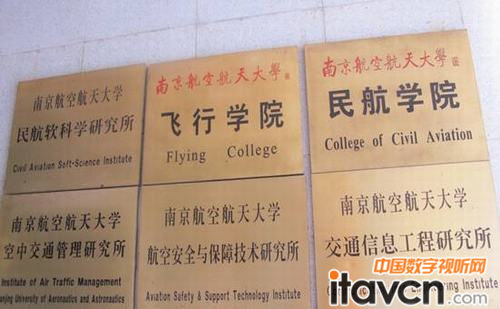 南京航空航天大学
民航软科学研究所
Civil Aviation Soft-Science Institute
南京航空航天大學
飞行学院
Flying College
南京航空航天大學
民航学院
College of Civil Aviation
南京航空航天大学
空中交通管理研究所
Institute of Air Traffic Management
Nanjing University of Aeronautics and Astronautics
南京航空航天大学
航空安全与保障技术研究所
Aviation Safety & Support Technology Institute
南京航空航天大学
交通信息工程研究所
Institute
中国数字视听网
itavcn.com